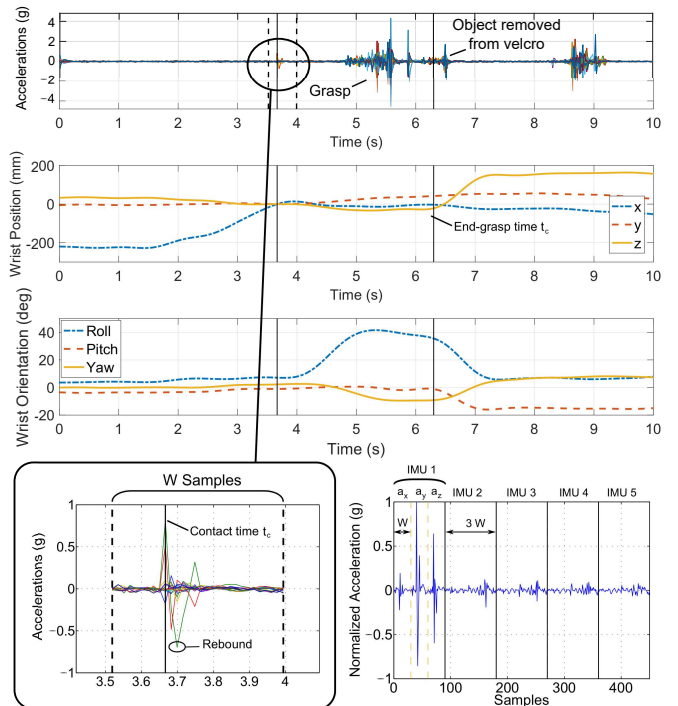 4
2
0
−2
−4
Accelerations (g)
Grasp
Object removed
from velcro
0 1 2 3 4 5 6 7 8 9 10
Time (s)
200
0
-200
Wrist Position (mm)
End-grasp time tc
x
y
z
0 1 2 3 4 5 6 7 8 9 10
Time (s)
40
20
0
-20
Wrist Orientation (deg)
Roll
Pitch
Yaw
0 1 2 3 4 5 6 7 8 9 10
Time (s)
W Samples
1
0.5
0
−0.5
−1
Accelerations (g)
Contact time tc
Rebound
3.5 3.6 3.7 3.8 3.9 4
IMU 1
ax ay az IMU 2 IMU 3 IMU 4 IMU 5
W 3 W
1
0.5
0
−0.5
−1
Normalized Acceleration (g)
0 100 200 300 400
Samples